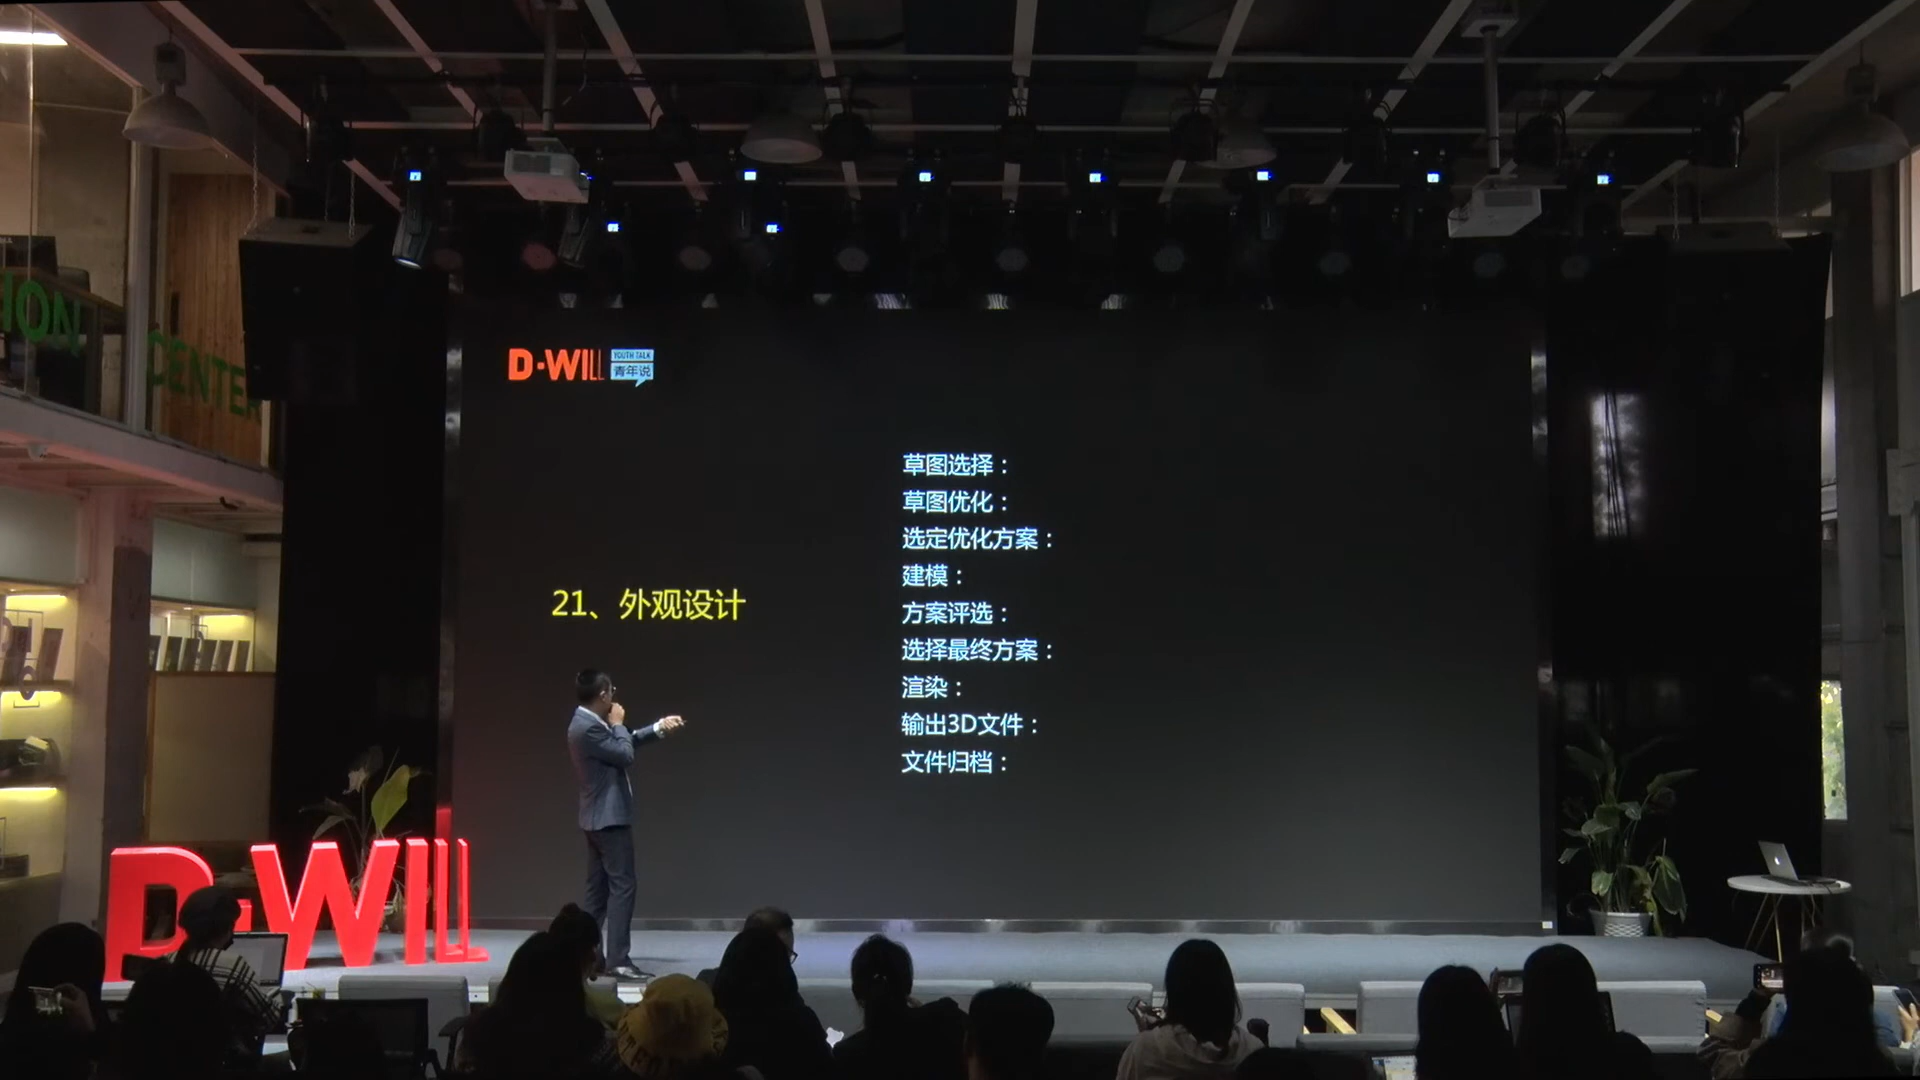 ION
CENTER
D·WILL
YOUTH TALK
青年说
21、外观设计
草图选择：
草图优化：
选定优化方案：
建模：
方案评选：
选择最终方案：
渲染：
输出3D文件：
文件归档：
D·WILL